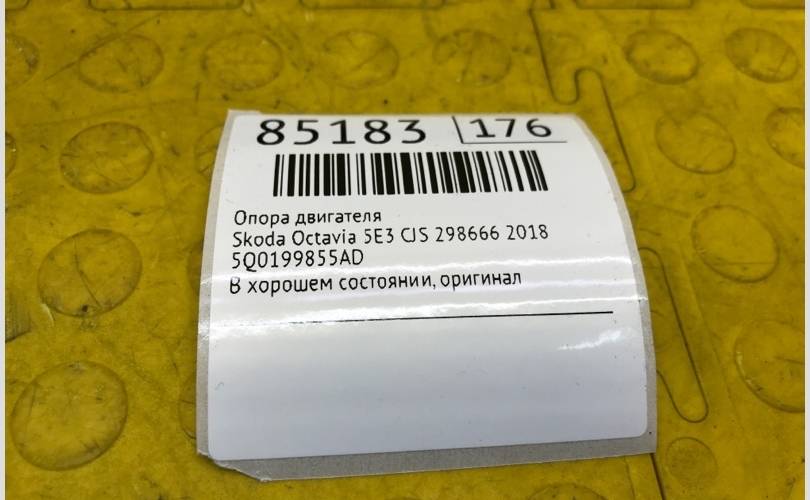 85183 176
Опора двигателя
Skoda Octavia 5E3 CJS 298666 2018
5Q0199855AD
В хорошем состоянии, оригинал